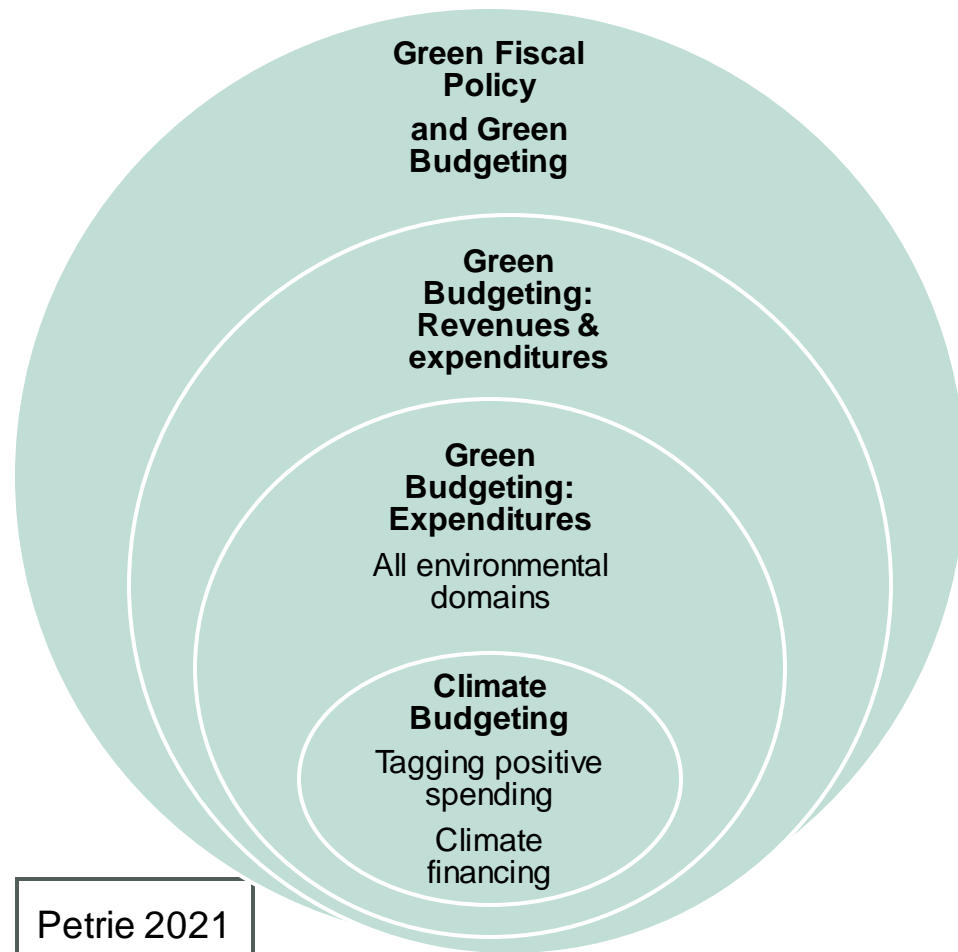 Green Fiscal
Policy
and Green
Budgeting
Green
Budgeting:
Revenues &
expenditures
Green
Budgeting:
Expenditures
All environmental
domains
Climate
Budgeting
Tagging positive
spending
Climate
financing
Petrie 2021